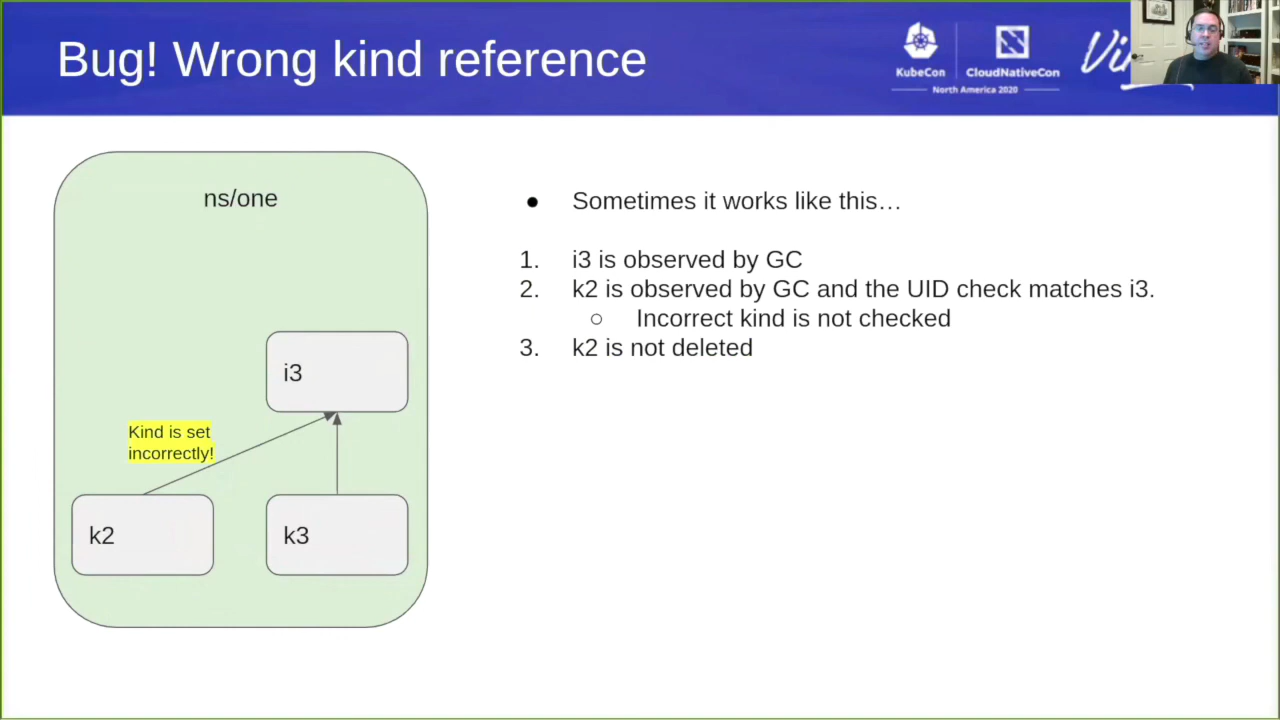 Bug! Wrong kind reference
KubeCon
CloudNativeCon
North America 2020
ns/one
i3
Kind is set
incorrectly!
k2
k3
● Sometimes it works like this…
1. i3 is observed by GC
2. k2 is observed by GC and the UID check matches i3.
○ Incorrect kind is not checked
3. k2 is not deleted